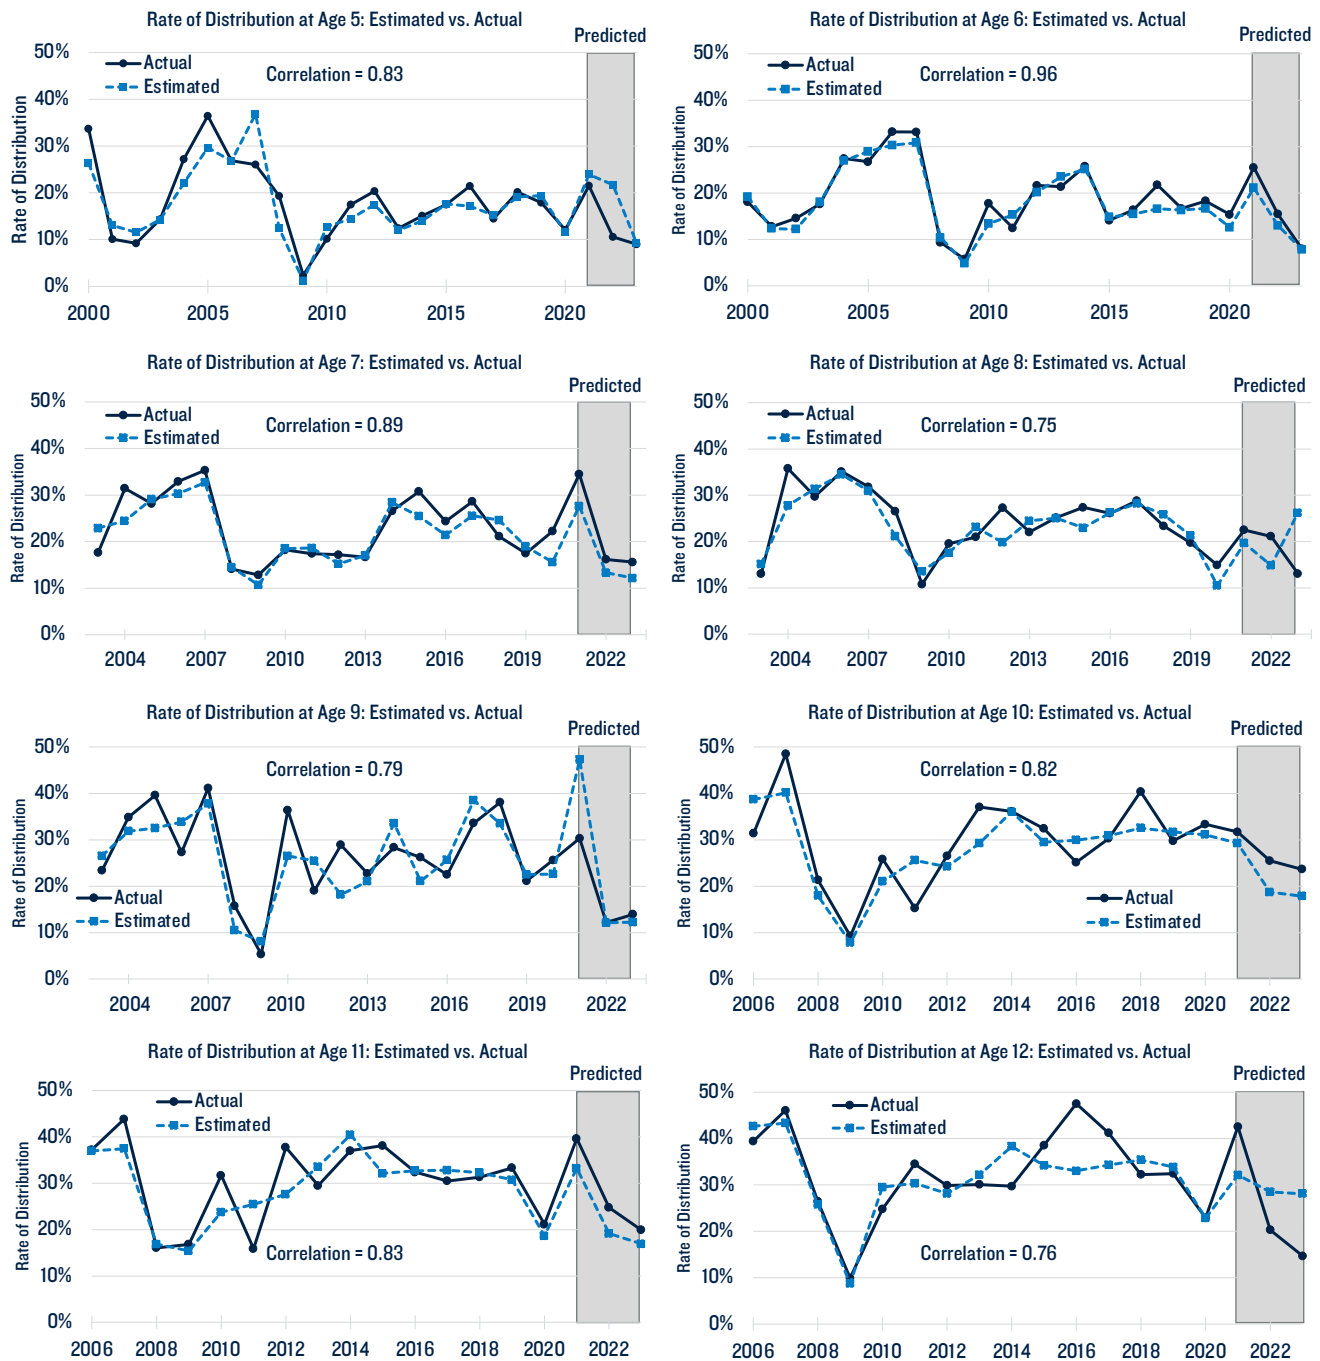 Rate of Distribution at Age 5: Estimated vs. Actual
Predicted
50%
40%
30%
20%
10%
0%
Rate of Distribution
Actual
Estimated
Correlation = 0.83
2000 2005 2010 2015 2020
Rate of Distribution at Age 6: Estimated vs. Actual
Predicted
50%
40%
30%
20%
10%
0%
Rate of Distribution
Actual
Estimated
Correlation = 0.96
2000 2005 2010 2015 2020
Rate of Distribution at Age 7: Estimated vs. Actual
Predicted
50%
40%
30%
20%
10%
0%
Rate of Distribution
Actual
Estimated
Correlation = 0.89
2004 2007 2010 2013 2016 2019 2022
Rate of Distribution at Age 8: Estimated vs. Actual
Predicted
50%
40%
30%
20%
10%
0%
Rate of Distribution
Actual
Estimated
Correlation = 0.75
2004 2007 2010 2013 2016 2019 2022
Rate of Distribution at Age 9: Estimated vs. Actual
Predicted
50%
40%
30%
20%
10%
0%
Rate of Distribution
Correlation = 0.79
Actual
Estimated
2004 2007 2010 2013 2016 2019 2022
Rate of Distribution at Age 10: Estimated vs. Actual
Predicted
50%
40%
30%
20%
10%
0%
Rate of Distribution
Correlation = 0.82
Actual
Estimated
2006 2008 2010 2012 2014 2016 2018 2020 2022
Rate of Distribution at Age 11: Estimated vs. Actual
Predicted
50%
40%
30%
20%
10%
0%
Rate of Distribution
Actual
Estimated
Correlation = 0.83
2006 2008 2010 2012 2014 2016 2018 2020 2022
Rate of Distribution at Age 12: Estimated vs. Actual
Predicted
50%
40%
30%
20%
10%
0%
Rate of Distribution
Actual
Estimated
Correlation = 0.76
2006 2008 2010 2012 2014 2016 2018 2020 2022